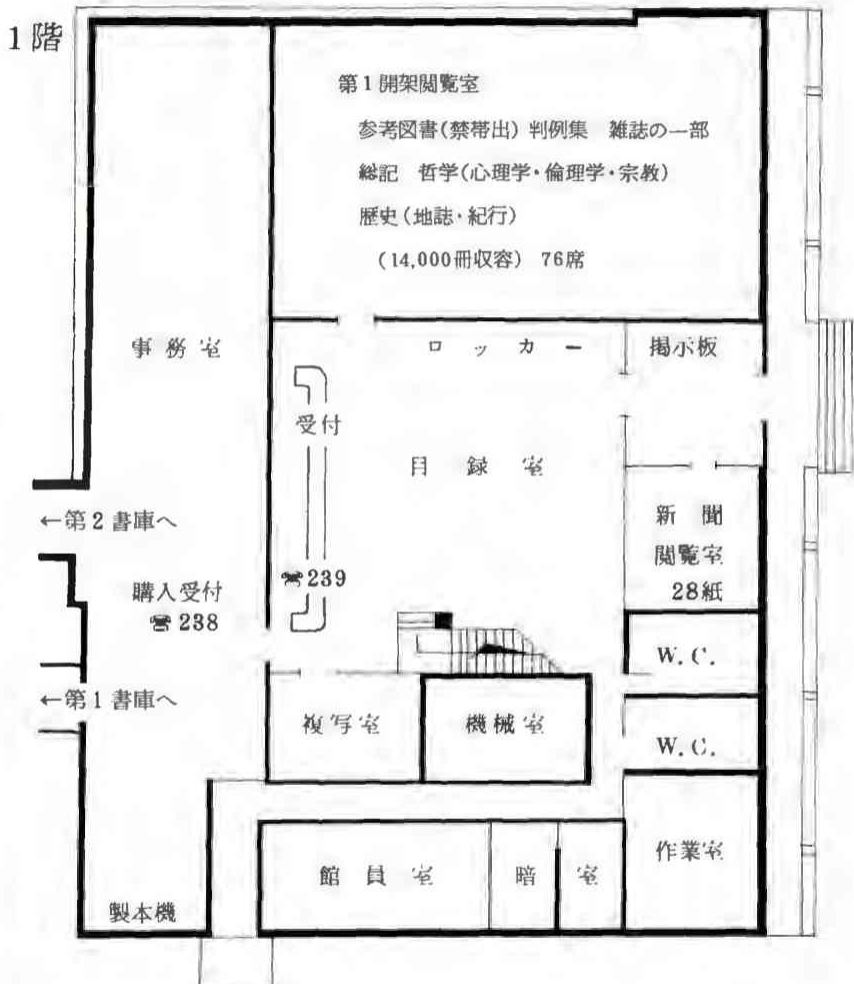 1階
第1開架閲覧室
参考図書(禁帯出) 判例集 雑誌の一部
総記 哲学(心理学・倫理学・宗教)
歴史(地誌・紀行)
(14,000冊収容) 76席
事務室
ロッカー
掲示板
受付
目録室
←第2書庫へ
新聞
閲覧室
28紙
☎239
購入受付
☎238
W.C.
←第1書庫へ
複写室
機械室
W.C.
館員室
暗室
作業室
製本機